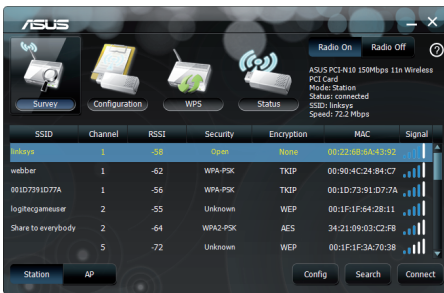 ASUS
Radio On Radio Off
ASUS PCI-N10 150Mbps 11n Wireless
PCI Card
Mode: Station
Status: connected
SSID: linksys
Speed: 72.2 Mbps
Survey Configuration WPS Status
SSID Channel RSSI Security Encryption MAC Signal
linksys 1 -58 Open None 00:22:6B:6A:43:92
webber 1 -62 WPA-PSK TKIP 00:90:4C:24:84:C7
001D7391D77A 1 -56 WPA-PSK TKIP 00:1D:73:91:D7:7A
logitecgameuser 2 -55 Unknown WEP 00:1F:1F:64:28:11
Share to everybody 2 -64 WPA2-PSK AES 34:21:09:03:C2:F8
5 -72 Unknown WEP 00:1F:1F:3A:70:38
Station AP Config Search Connect